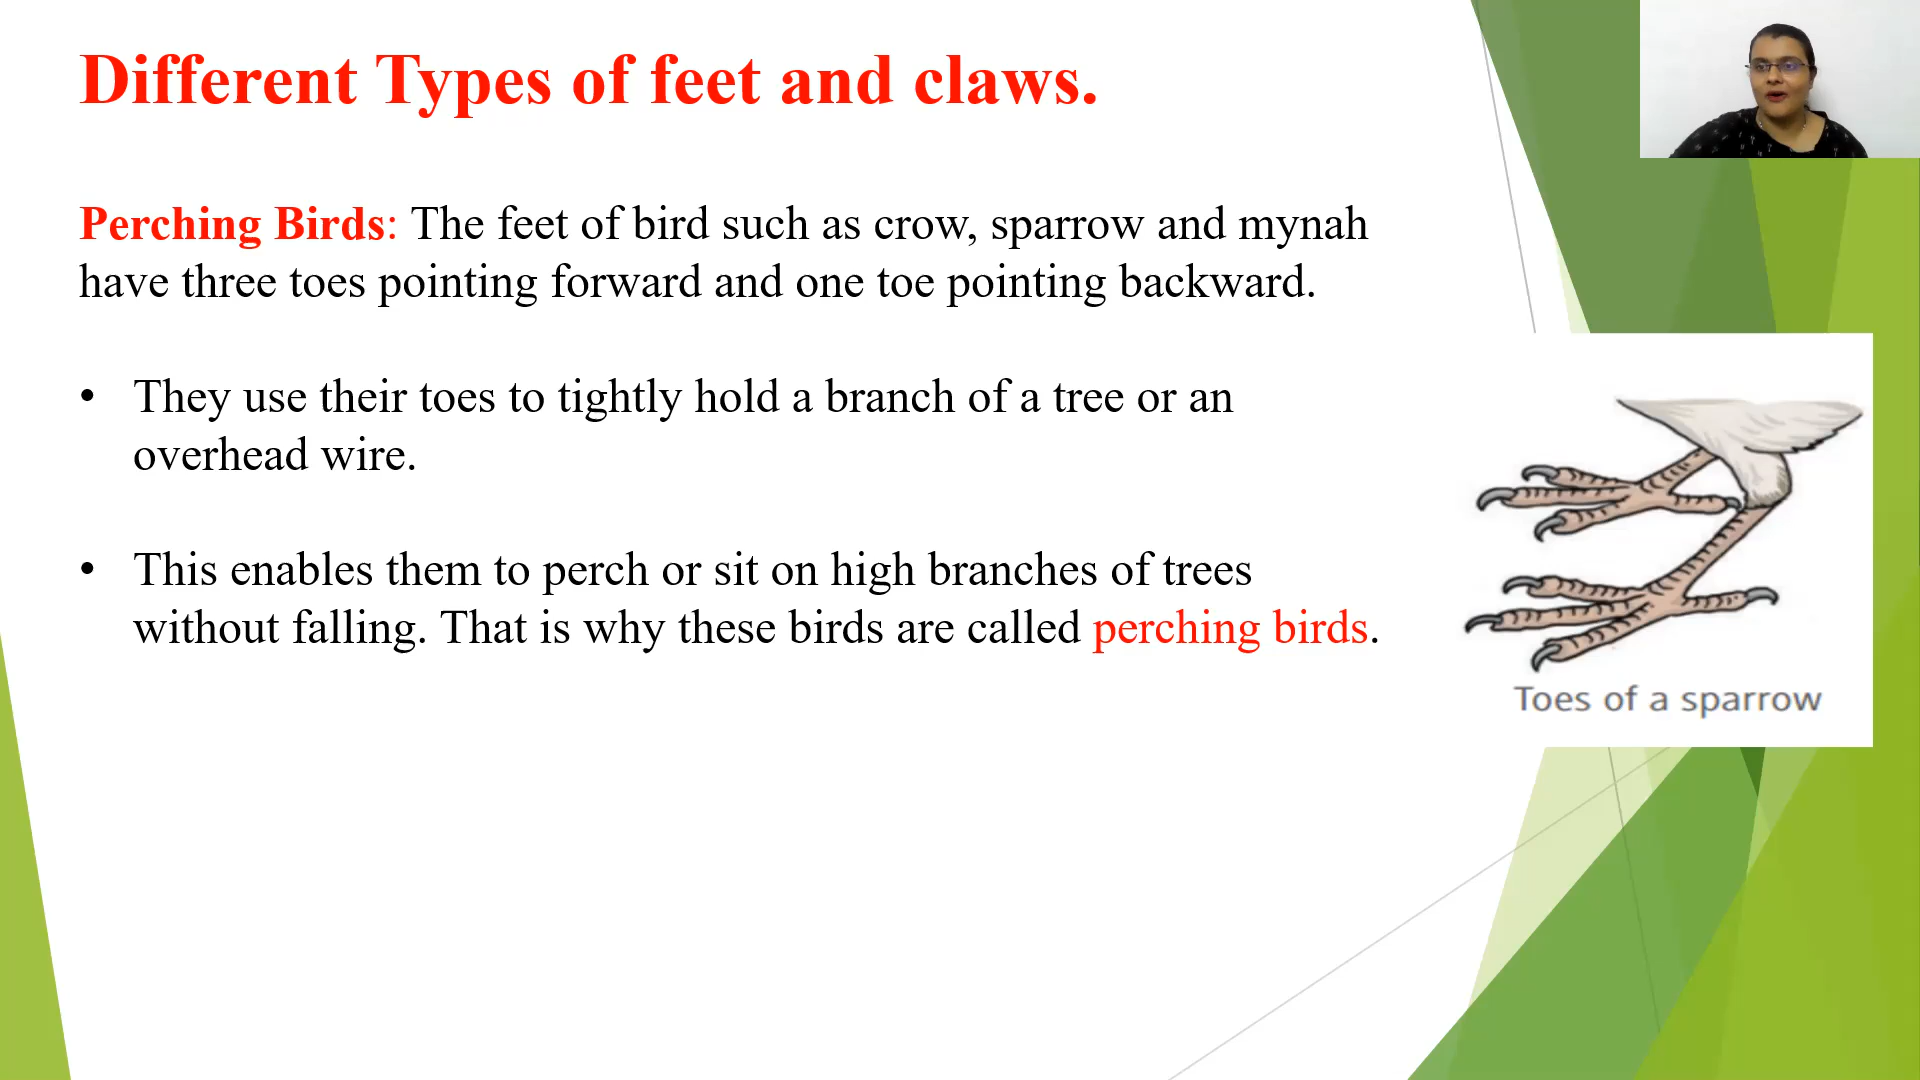 Different Types of feet and claws.
Perching Birds: The feet of bird such as crow, sparrow and mynah
have three toes pointing forward and one toe pointing backward.
• They use their toes to tightly hold a branch of a tree or an
overhead wire.
• This enables them to perch or sit on high branches of trees
without falling. That is why these birds are called perching birds.
Toes of a sparrow